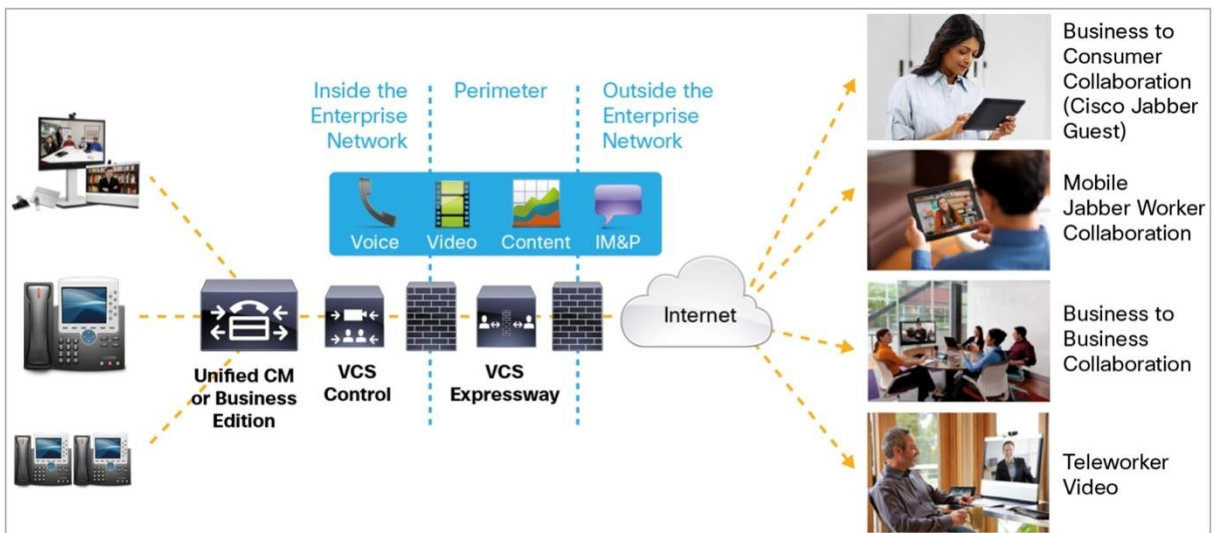 Inside the
Enterprise
Network
Perimeter
Outside the
Enterprise
Network
Voice
Video
Content
IM&P
Unified CM
or Business
Edition
VCS
Control
VCS
Expressway
Internet
Business to
Consumer
Collaboration
(Cisco Jabber
Guest)
Mobile
Jabber Worker
Collaboration
Business to
Business
Collaboration
Teleworker
Video